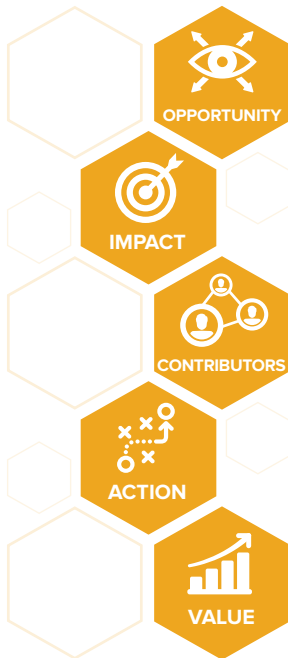 OPPORTUNITY
IMPACT
CONTRIBUTORS
ACTION
VALUE